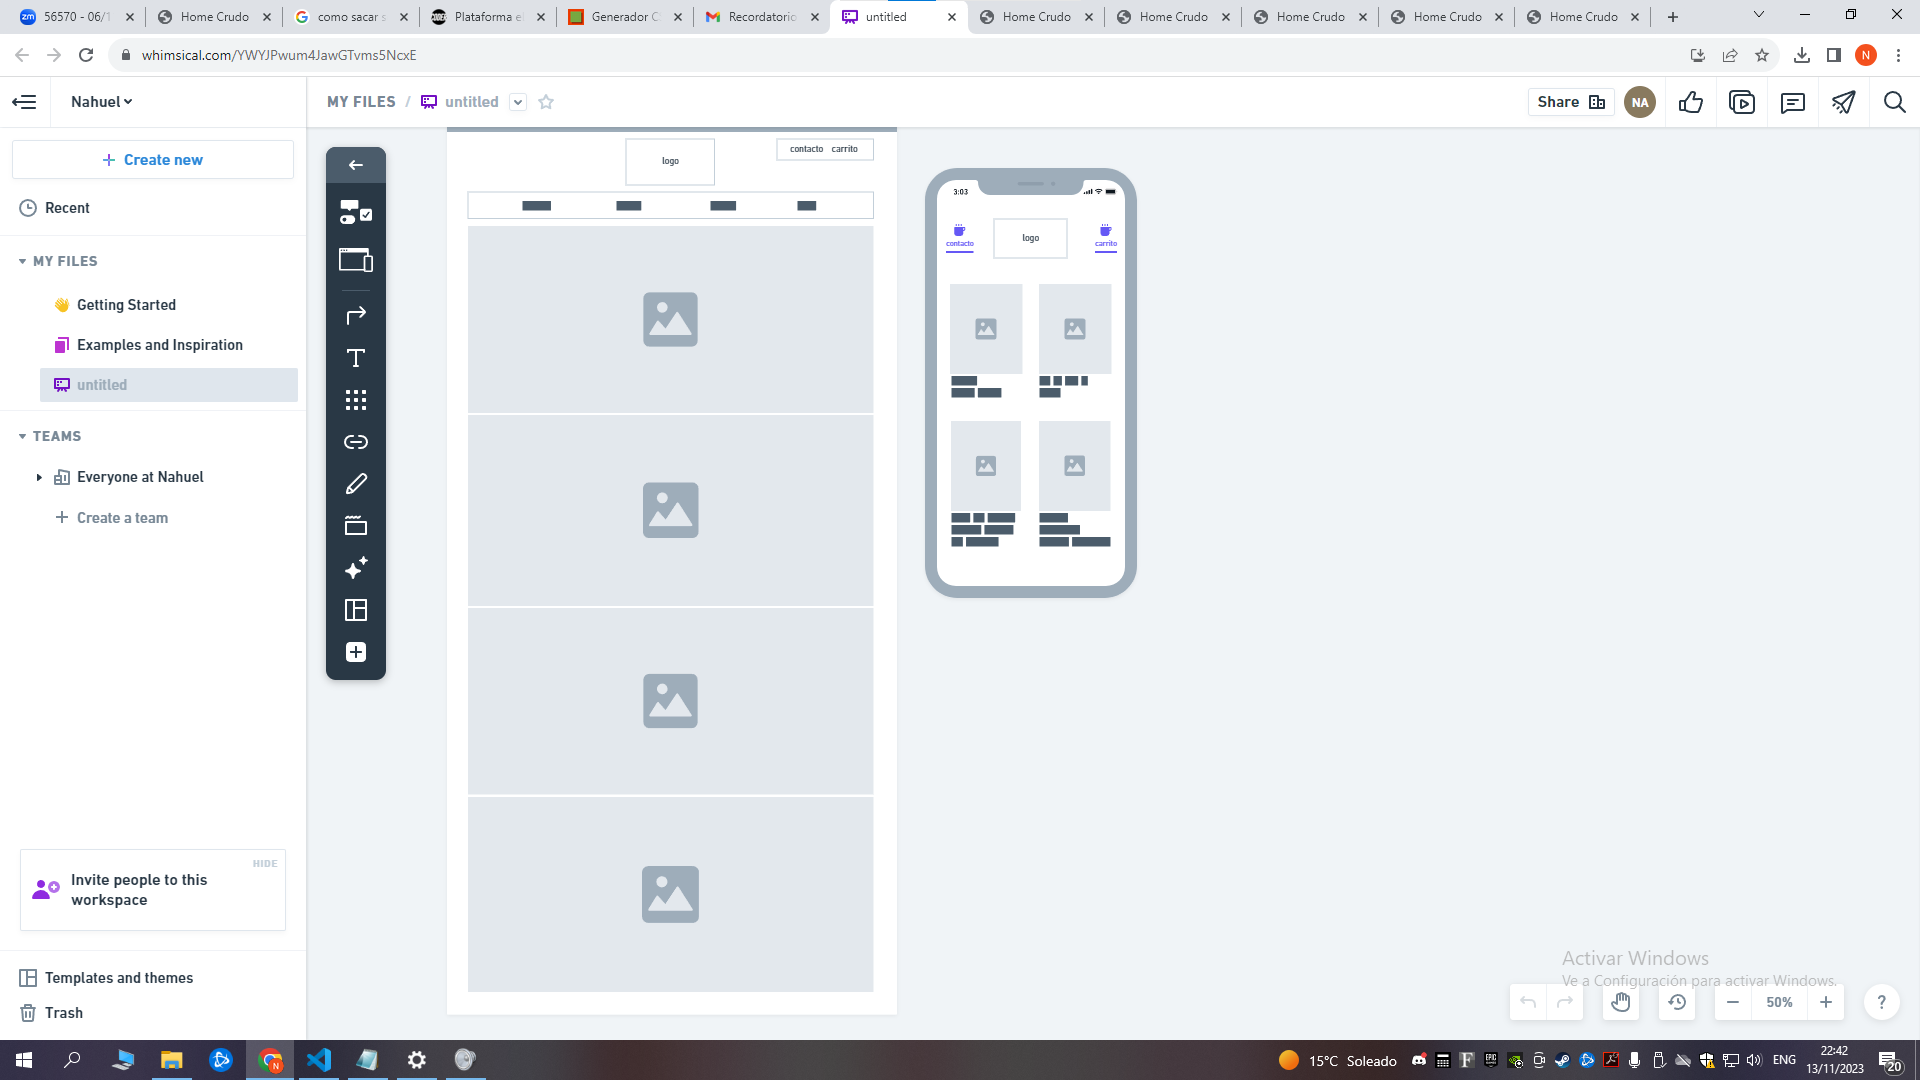 56570 - 06/1
Home Crudo
como sacar s
Plataforma el
Generador C
Recordatorio
untitled
Home Crudo
Home Crudo
Home Crudo
Home Crudo
Home Crudo
whimsical.com/YWYJPwum4JawGTvms5NcxE
N
Nahuel
MY FILES / untitled
Share
NA
Create new
Recent
MY FILES
Getting Started
Examples and Inspiration
untitled
TEAMS
Everyone at Nahuel
Create a team
HIDE
Invite people to this
workspace
Templates and themes
Trash
logo
contacto carrito
3:03
contacto
logo
carrito
Activar Windows
Ve a Configuración para activar Windows.
50%
?
15°C Soleado
ENG
22:42
13/11/2023
20